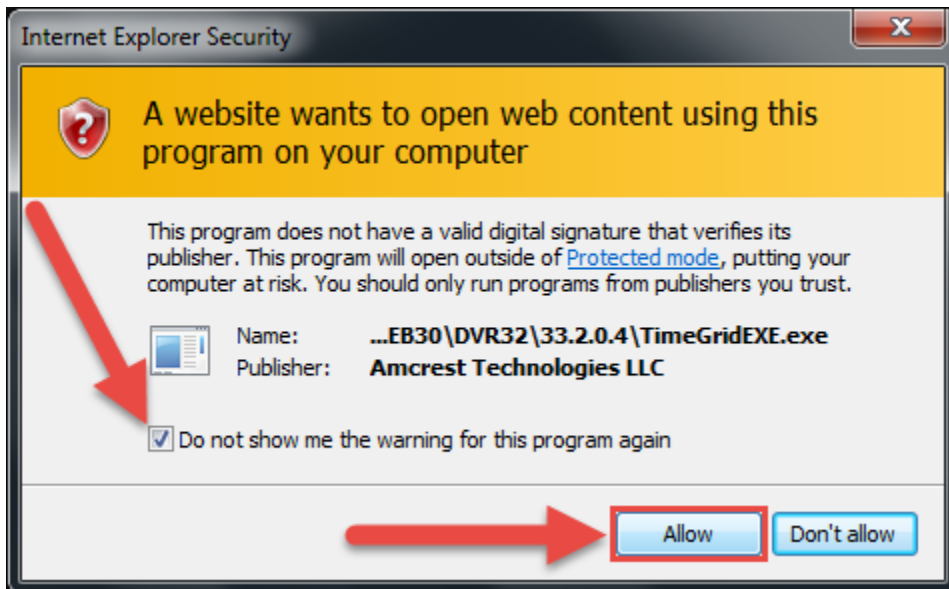 Internet Explorer Security
A website wants to open web content using this
program on your computer
This program does not have a valid digital signature that verifies its
publisher. This program will open outside of Protected mode, putting your
computer at risk. You should only run programs from publishers you trust.
Name: ...EB30\DVR32\33.2.0.4\TimeGridEXE.exe
Publisher: Amcrest Technologies LLC
Do not show me the warning for this program again
Allow Don't allow